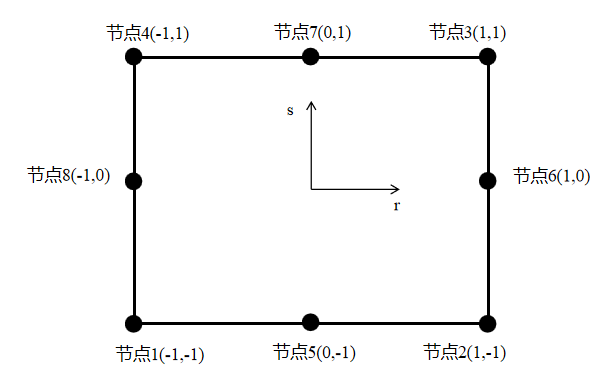 节点4(-1,1)
节点7(0,1)
节点3(1,1)
s
节点8(-1,0)
节点6(1,0)
r
节点1(-1,-1)
节点5(0,-1)
节点2(1,-1)